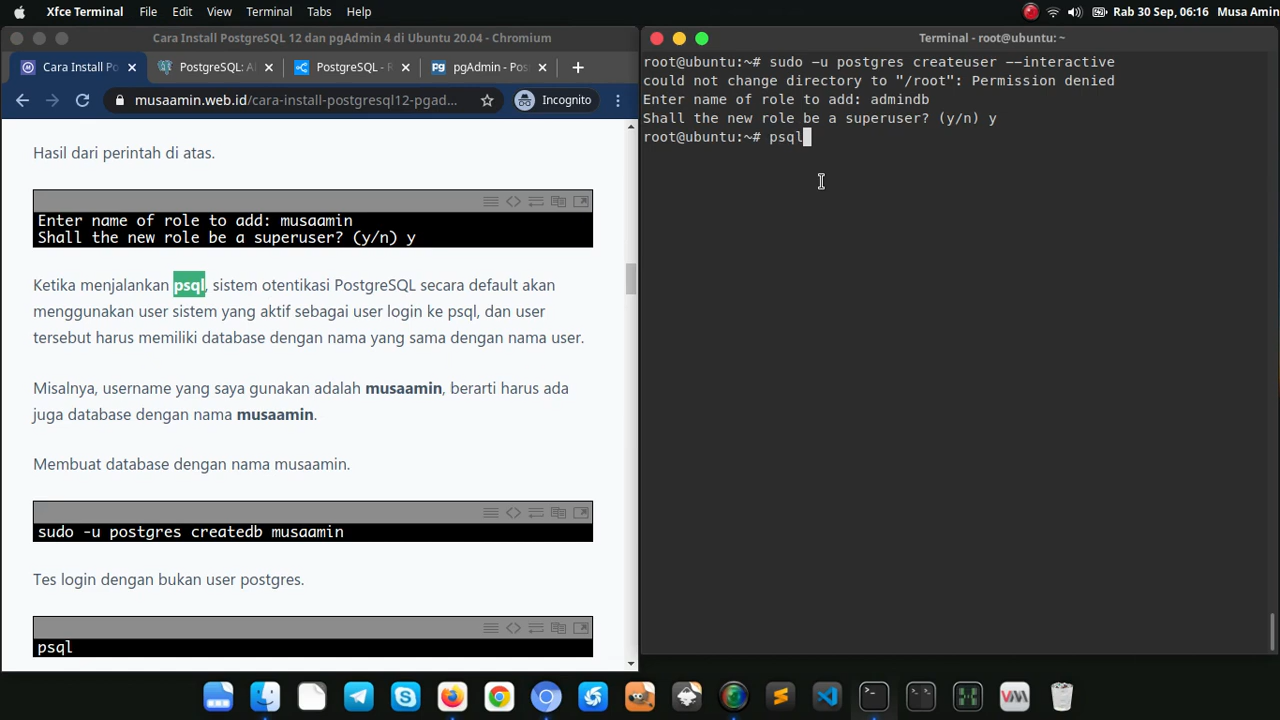 Xfce Terminal File Edit Create Terminal Tabs Help Rab 30 Sep, 06:16 Musa Amin
Cara Install PostgreSQL 12 dan pgAdmin 4 di Ubuntu 20.04 - Chromium
Cara Install Po PostgreSQL: A PostgreSQL - R Pg pgAdmin - Pos
musaamin.web.id/cara-install-postgresql12-pgad... Incognito
Hasil dari perintah di atas.
Enter name of role to add: musaamin
Shall the new role be a superuser? (y/n) y
Ketika menjalankan psql, sistem otentikasi PostgreSQL secara default akan
menggunakan user sistem yang aktif sebagai user login ke psql, dan user
tersebut harus memiliki database dengan nama yang sama dengan nama user.
Misalnya, username yang saya gunakan adalah musaamin, berarti harus ada
juga database dengan nama musaamin.
Membuat database dengan nama musaamin.
sudo -u postgres createdb musaamin
Tes login dengan bukan user postgres.
psql
Terminal - root@ubuntu: ~
root@ubuntu:~# sudo -u postgres createuser --interactive
could not change directory to "/root": Permission denied
Enter name of role to add: admindb
Shall the new role be a superuser? (y/n) y
root@ubuntu:~# psql